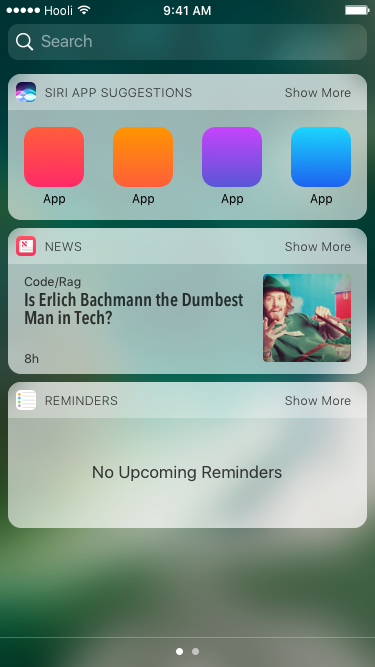 Hooli 9:41 AM
Search
SIRI APP SUGGESTIONS Show More
App App App App
NEWS Show More
Code/Rag
Is Erlich Bachmann the Dumbest
Man in Tech?
8h
REMINDERS Show More
No Upcoming Reminders